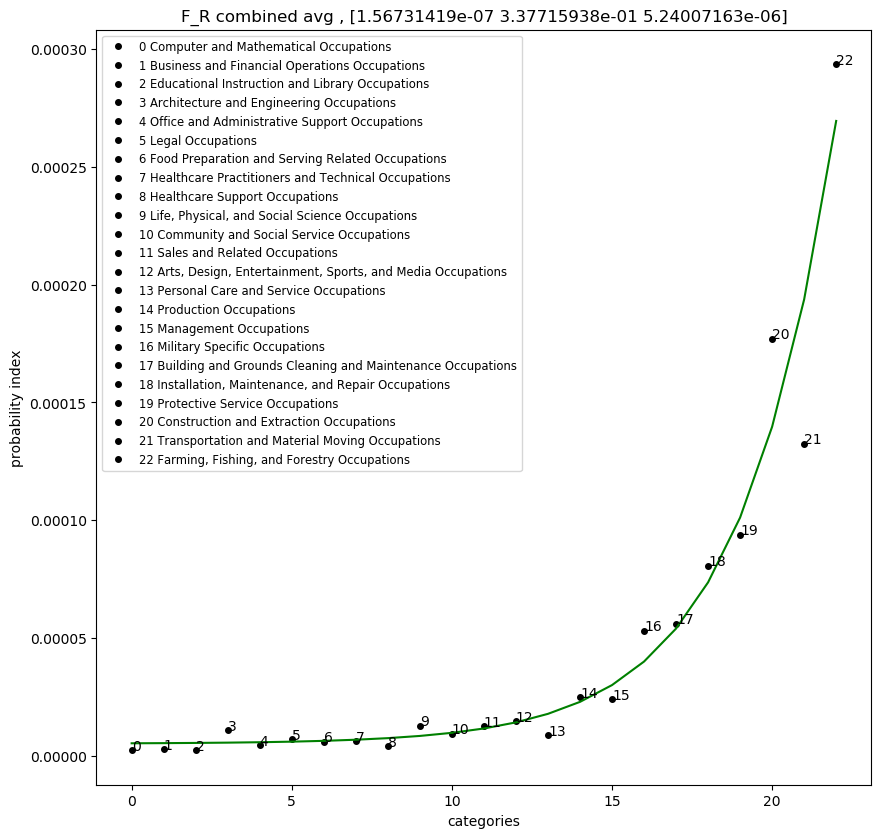 F_R combined avg , [1.56731419e-07 3.37715938e-01 5.24007163e-06]
0 Computer and Mathematical Occupations
1 Business and Financial Operations Occupations
2 Educational Instruction and Library Occupations
3 Architecture and Engineering Occupations
4 Office and Administrative Support Occupations
5 Legal Occupations
6 Food Preparation and Serving Related Occupations
7 Healthcare Practitioners and Technical Occupations
8 Healthcare Support Occupations
9 Life, Physical, and Social Science Occupations
10 Community and Social Service Occupations
11 Sales and Related Occupations
12 Arts, Design, Entertainment, Sports, and Media Occupations
13 Personal Care and Service Occupations
14 Production Occupations
15 Management Occupations
16 Military Specific Occupations
17 Building and Grounds Cleaning and Maintenance Occupations
18 Installation, Maintenance, and Repair Occupations
19 Protective Service Occupations
20 Construction and Extraction Occupations
21 Transportation and Material Moving Occupations
22 Farming, Fishing, and Forestry Occupations
probability index
0.00030
0.00025
0.00020
0.00015
0.00010
0.00005
0.00000
0
1
2
3
4
5
6
7
8
9
10
11
12
13
14
15
16
17
18
19
20
21
22
0 5 10 15 20
categories